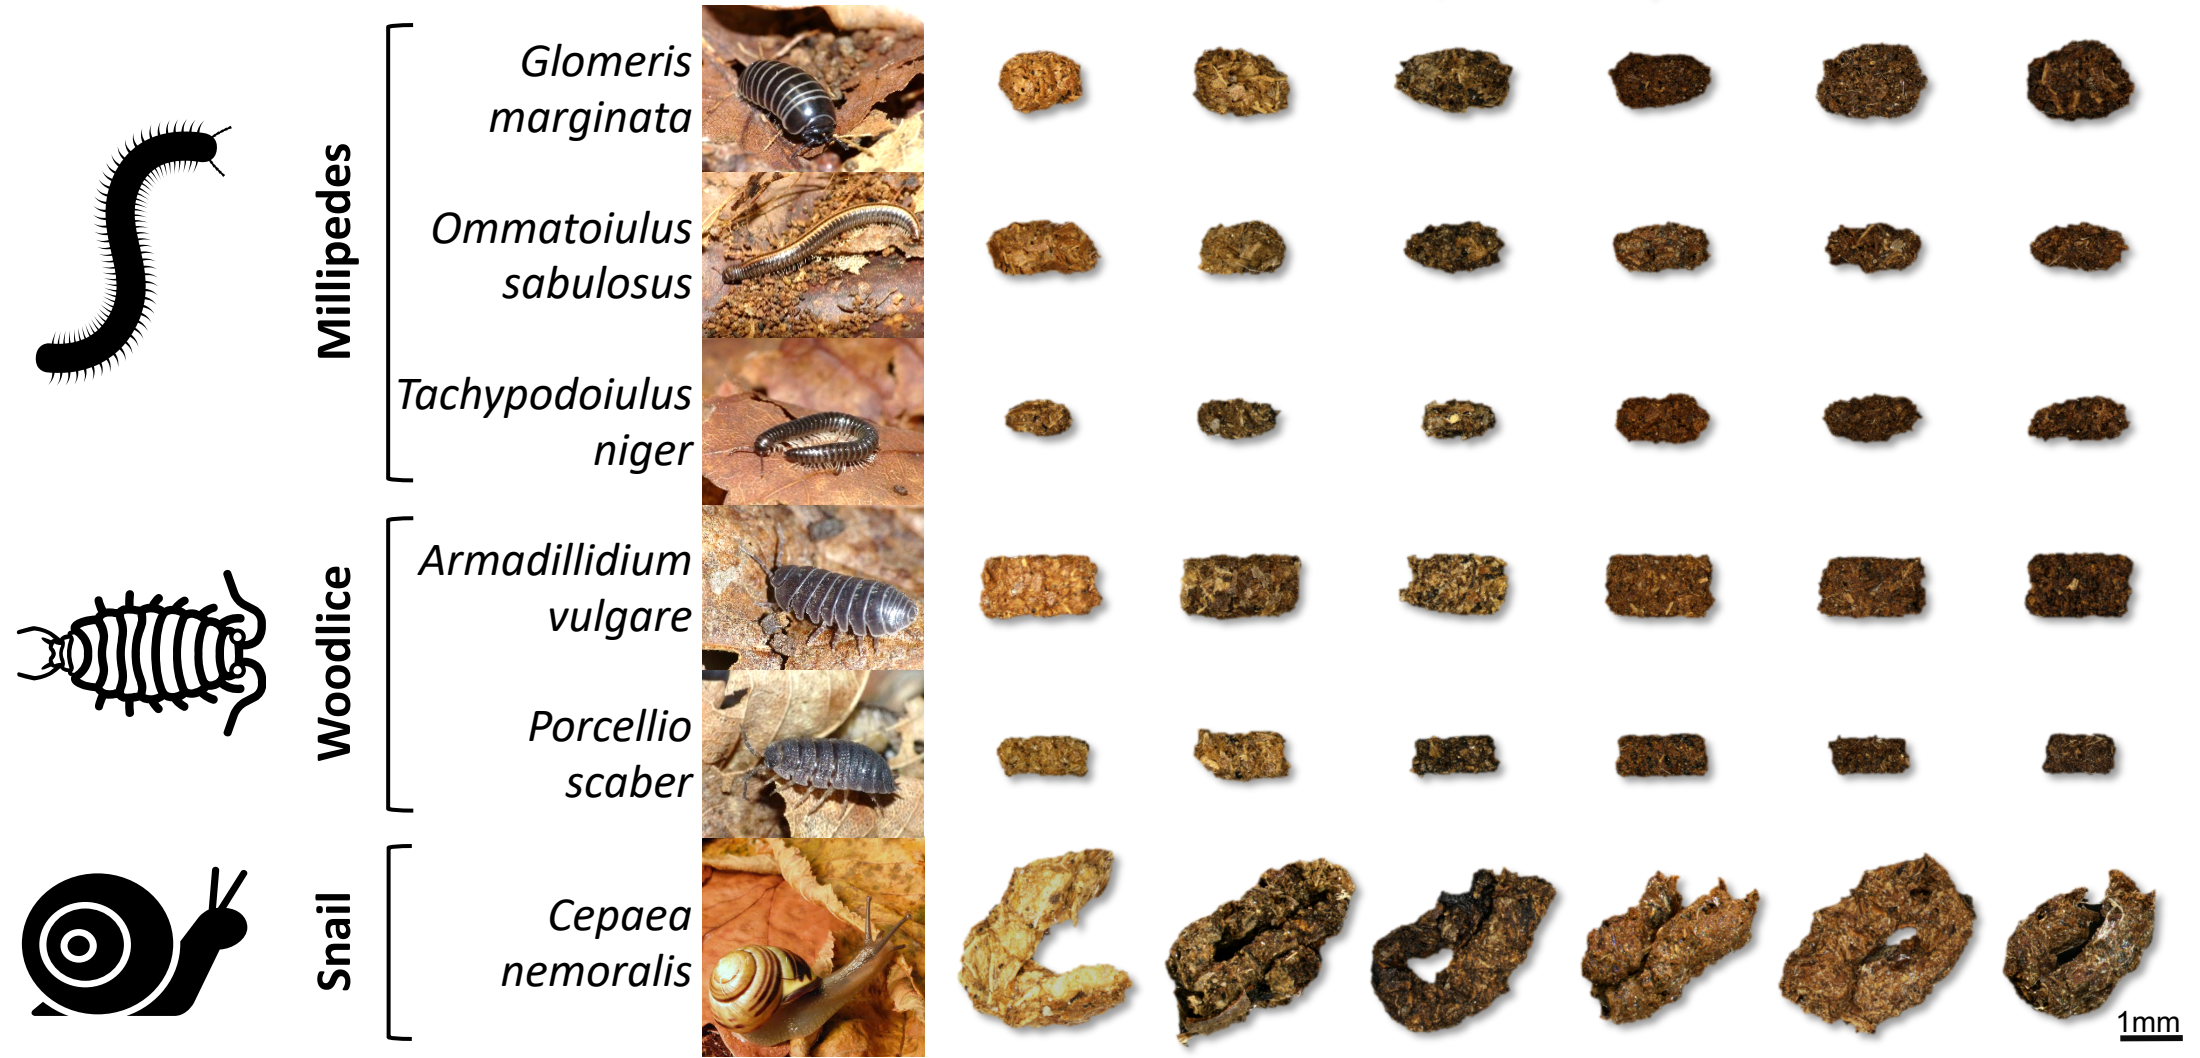 Millipedes
Glomeris
marginata
Ommatoiulus
sabulosus
Tachypodoiulus
niger
Woodlice
Armadillidium
vulgare
Porcellio
scaber
Snail
Cepaea
nemoralis
1mm